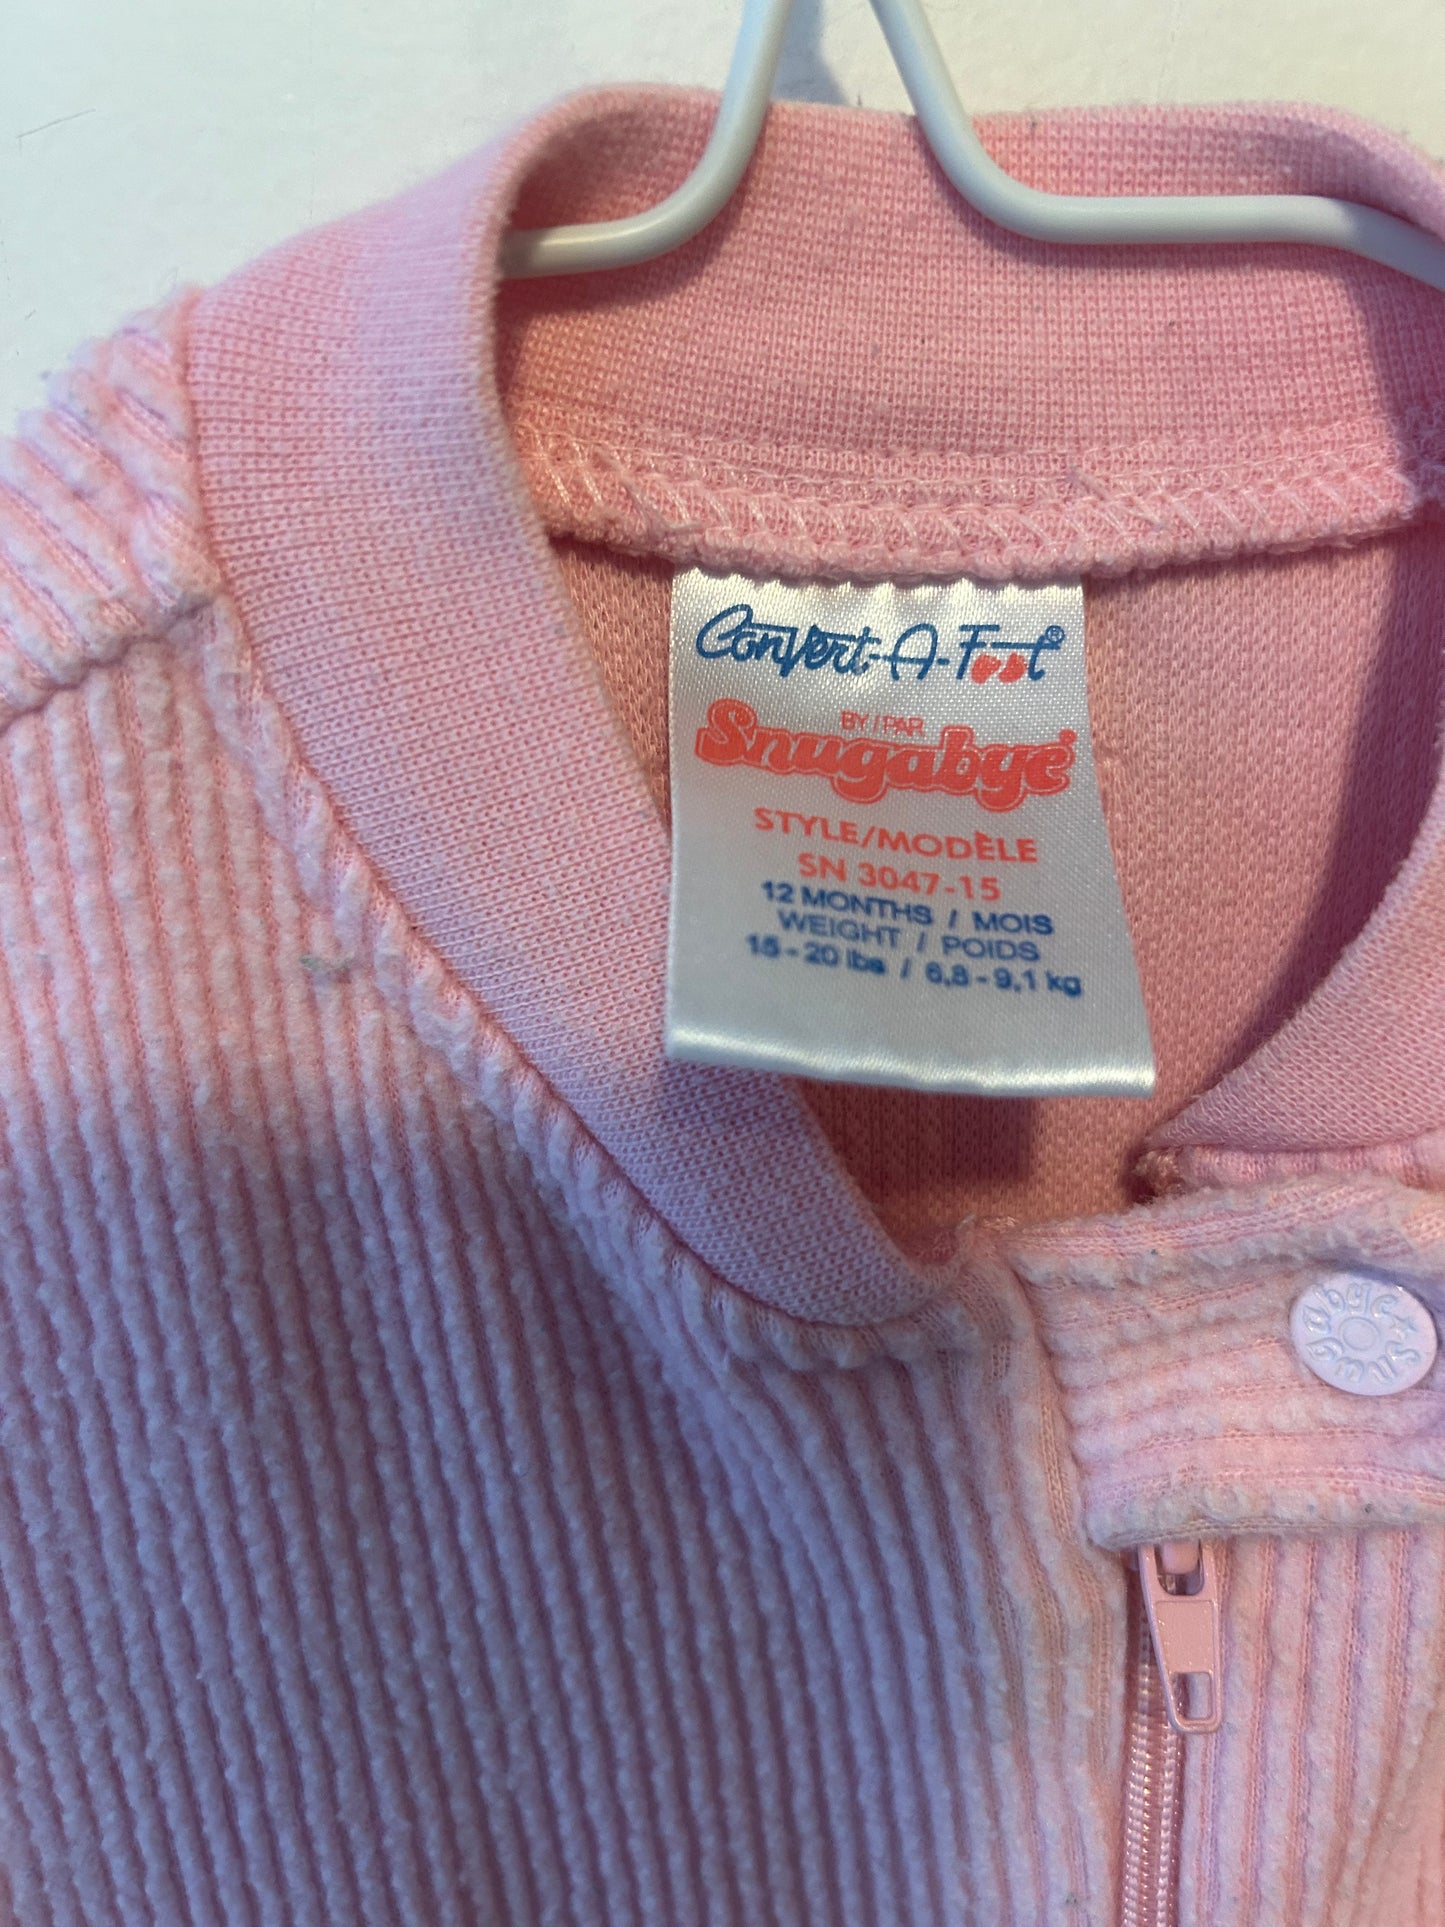 Convert-A-Foot®
BY / PAR
Snugabye®
STYLE/MODÈLE
SN 3047-15
12 MONTHS / MOIS
WEIGHT / POIDS
15 - 20 lbs / 6,8 - 9,1 kg
Snugabye